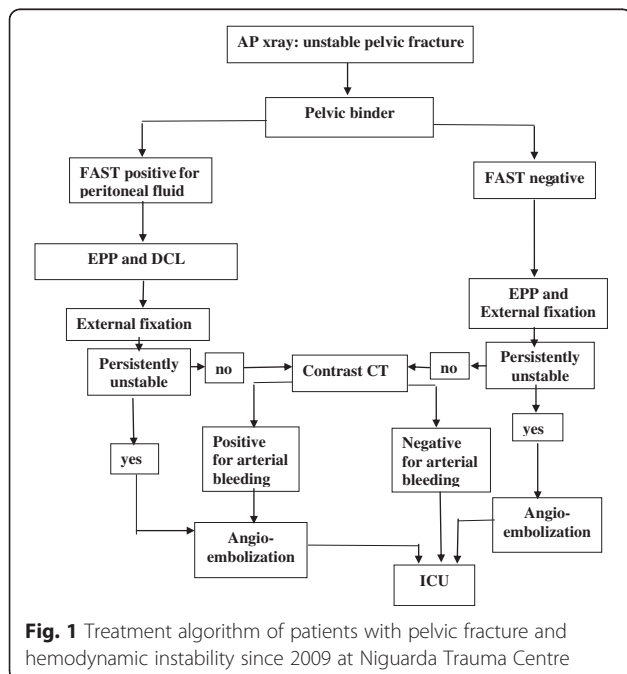 AP xray: unstable pelvic fracture
Pelvic binder
FAST positive for
peritoneal fluid
FAST negative
EPP and DCL
EPP and
External fixation
External fixation
Persistently
unstable
no
Contrast CT
no
Persistently
unstable
yes
Positive
for arterial
bleeding
Negative
for arterial
bleeding
yes
Angio-
embolization
Angio-
embolization
ICU
Fig. 1 Treatment algorithm of patients with pelvic fracture and
hemodynamic instability since 2009 at Niguarda Trauma Centre